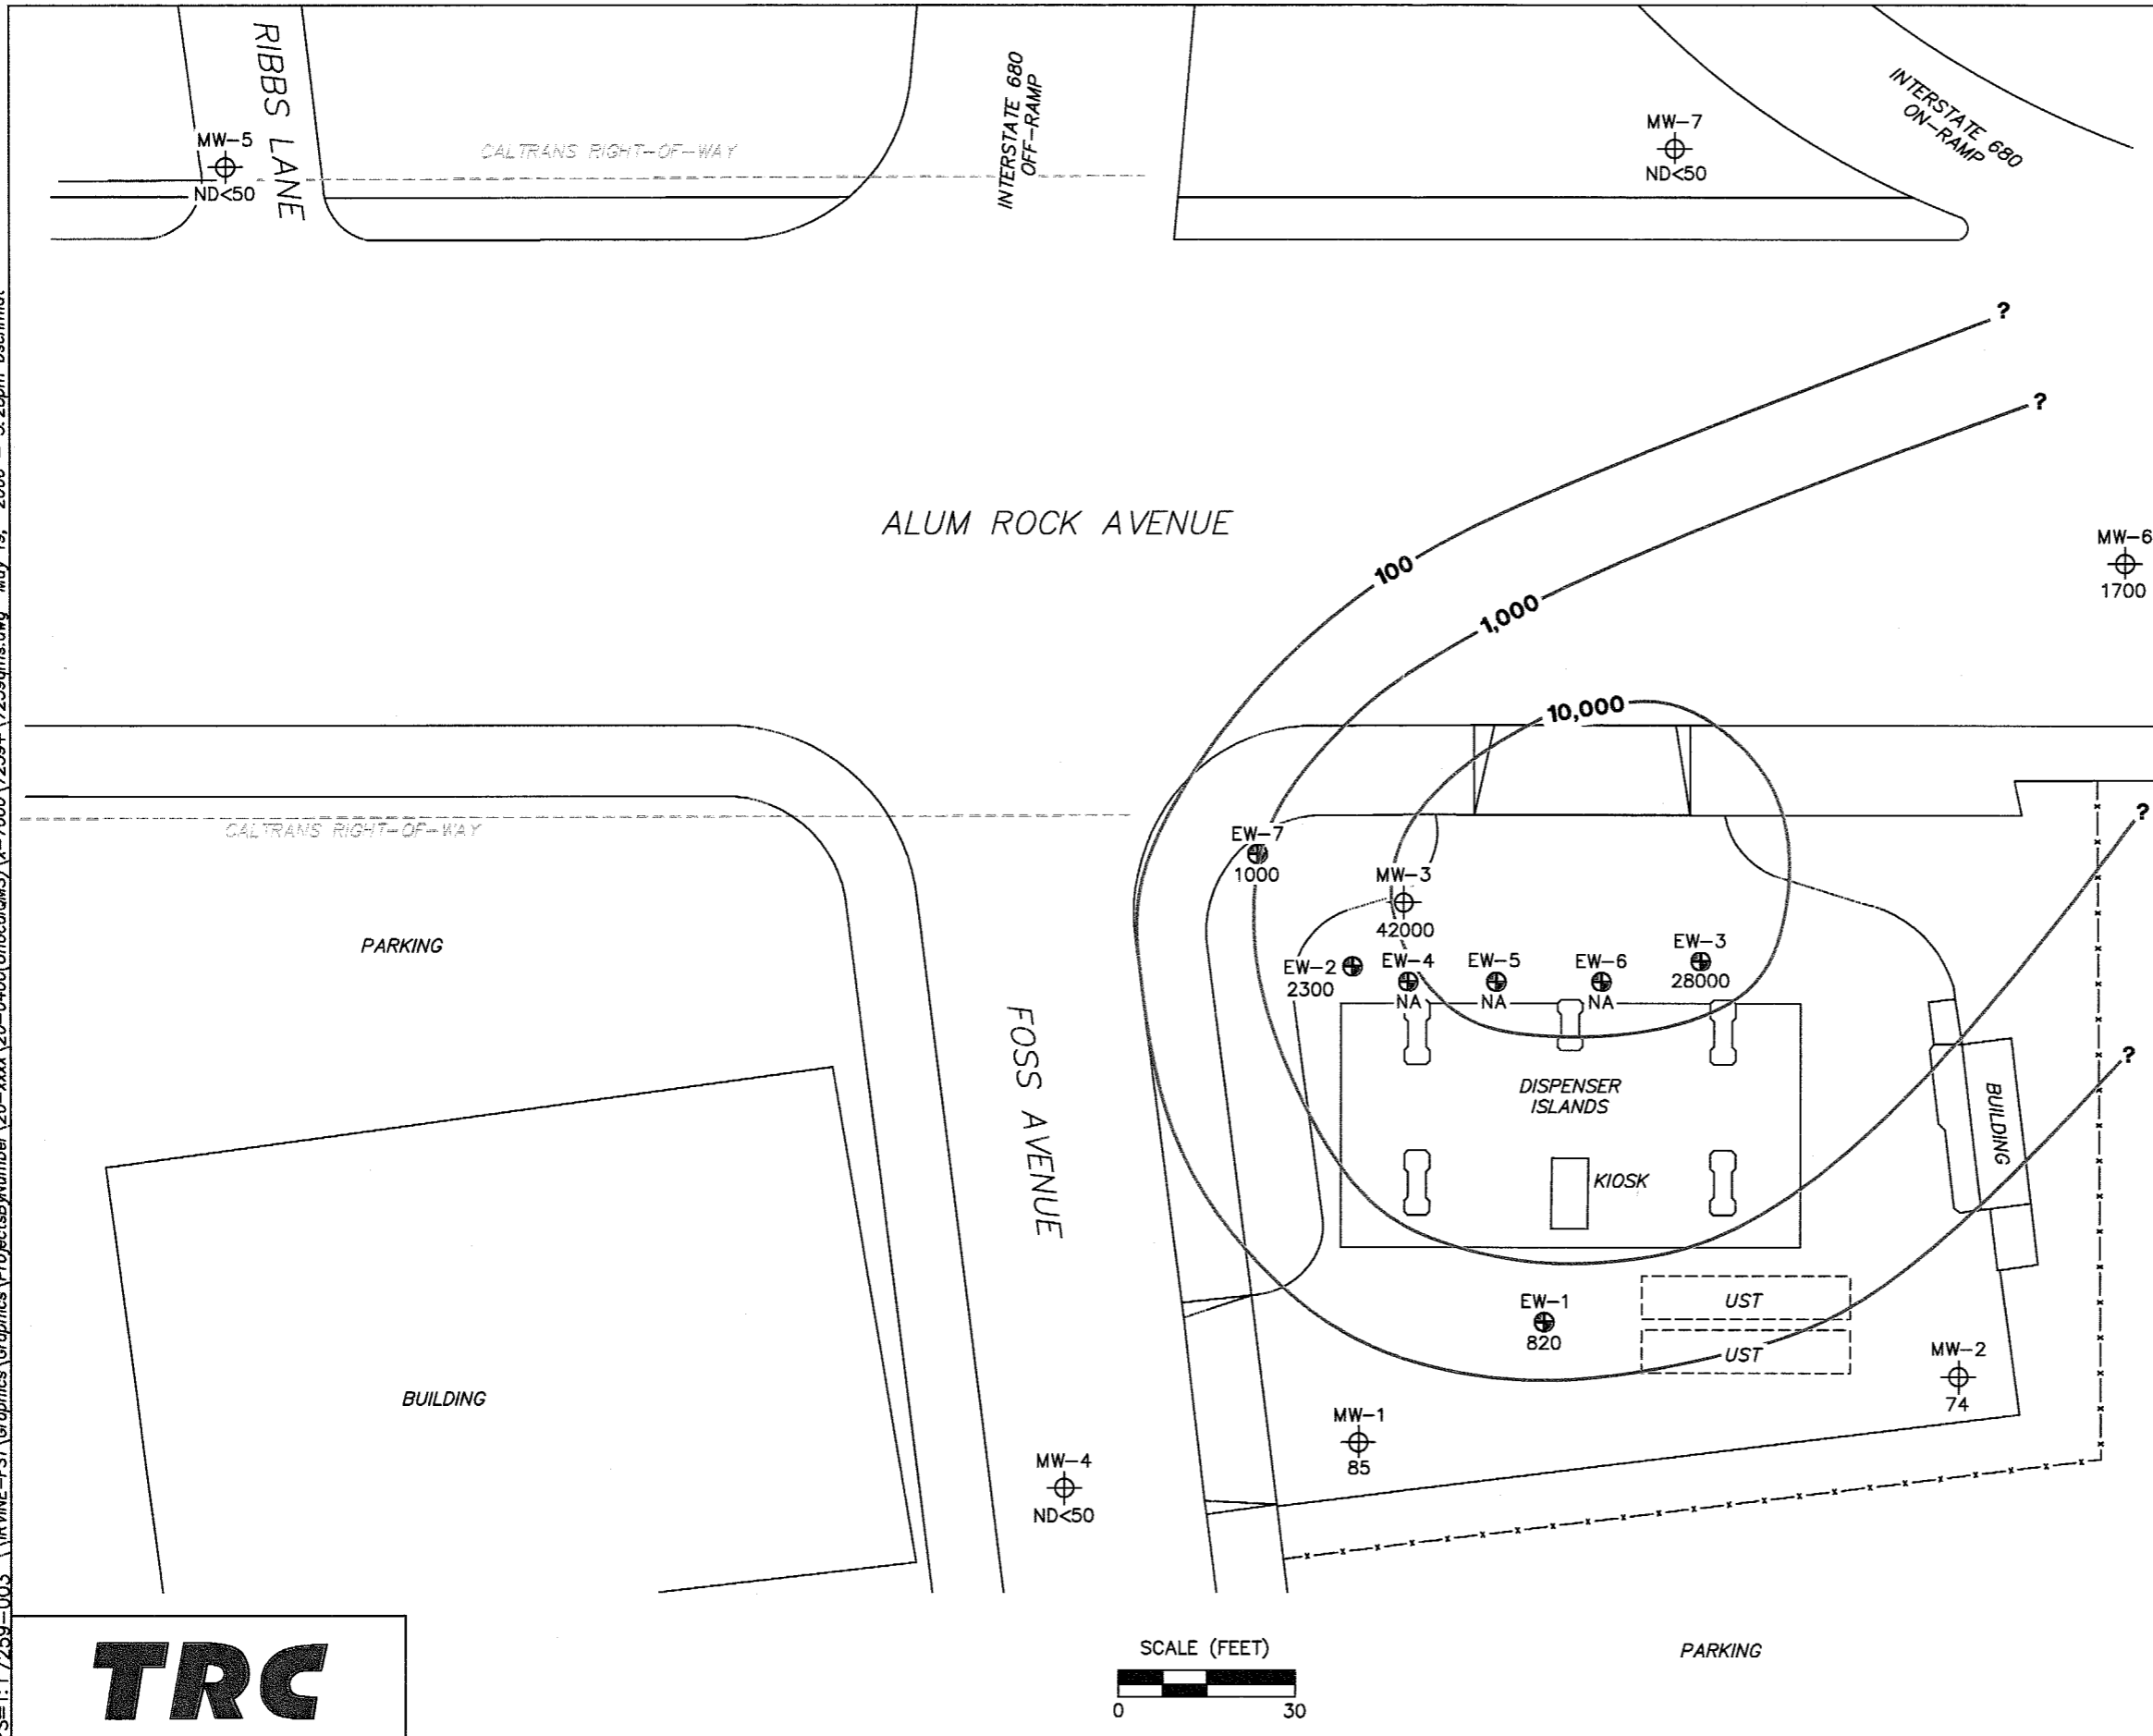 RIBBS LANE
MW-5
ND<50
CALTRANS RIGHT-OF-WAY
INTERSTATE 680
OFF-RAMP
MW-7
ND<50
INTERSTATE 680
ON-RAMP
?
?
ALUM ROCK AVENUE
100
1,000
MW-6
1700
10,000
CALTRANS RIGHT-OF-WAY
?
EW-7
1000
MW-3
42000
PARKING
EW-2
2300
EW-4
NA
EW-5
NA
EW-6
NA
EW-3
28000
FOSS AVENUE
?
DISPENSER
ISLANDS
BUILDING
KIOSK
EW-1
820
UST
UST
MW-2
74
BUILDING
MW-1
85
MW-4
ND<50
TRC
SCALE (FEET)
0 30
PARKING